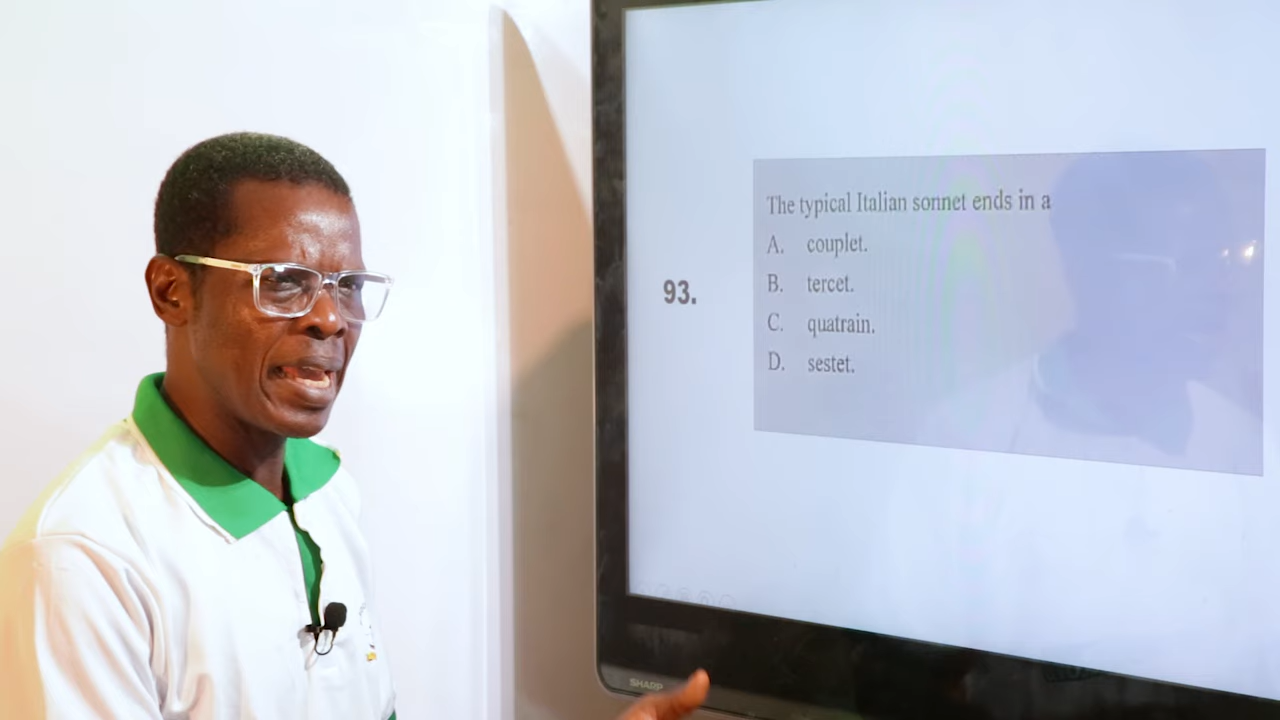 The typical Italian sonnet ends in a
A. couplet.
B. tercet.
93.
C. quatrain.
D. sestet.
SHARP